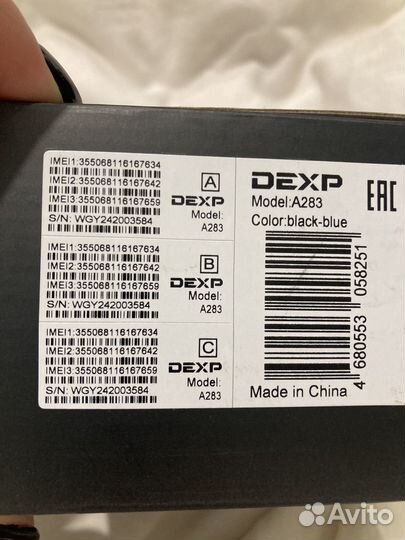 IMEI1:355068116167634
IMEI2:355068116167642
IMEI3:355068116167659
S/N: WGY242003584
A
DEXP
Model:
A283
IMEI1:355068116167634
IMEI2:355068116167642
IMEI3:355068116167659
S/N: WGY242003584
B
DEXP
Model:
A283
IMEI1:355068116167634
IMEI2:355068116167642
IMEI3:355068116167659
S/N: WGY242003584
C
DEXP
Model:
A283
DEXP
Model:A283
Color:black-blue
EAC
4 680553 058251
Made in China
Avito